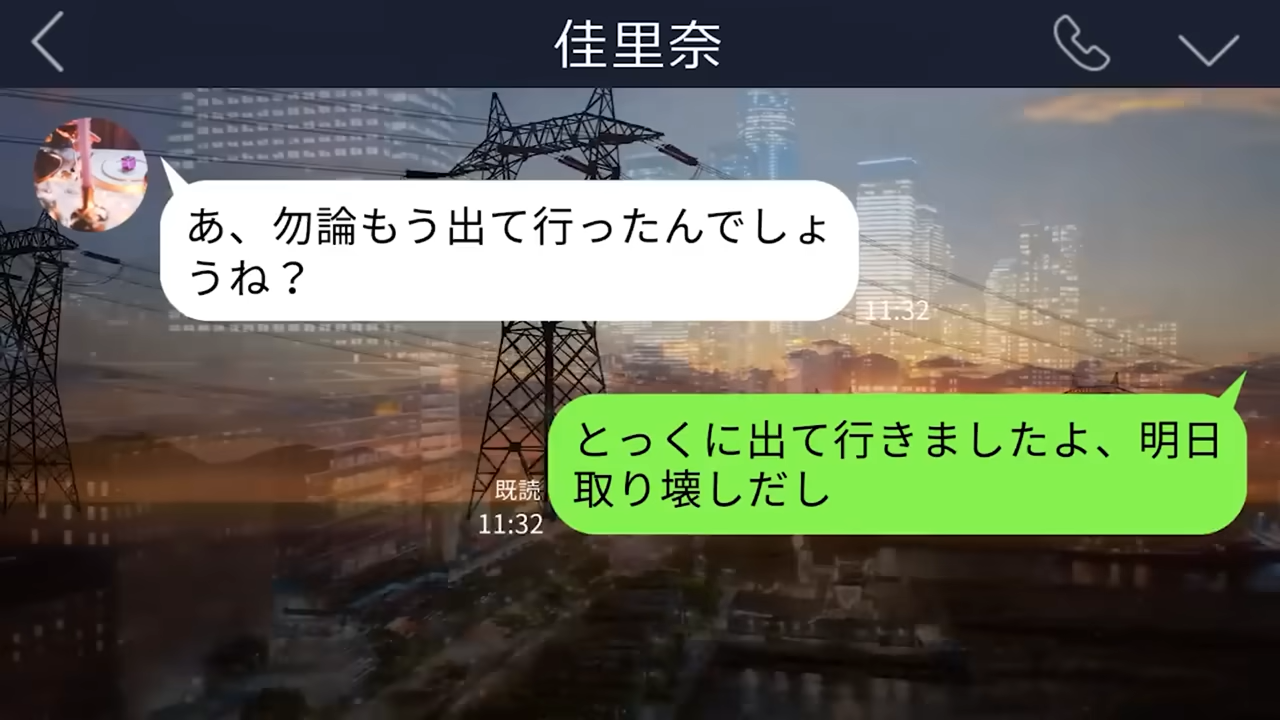 佳里奈
あ、勿論もう出て行ったんでしょ
うね？
11:32
とっくに出て行きましたよ、明日
取り壊しだし
既読
11:32